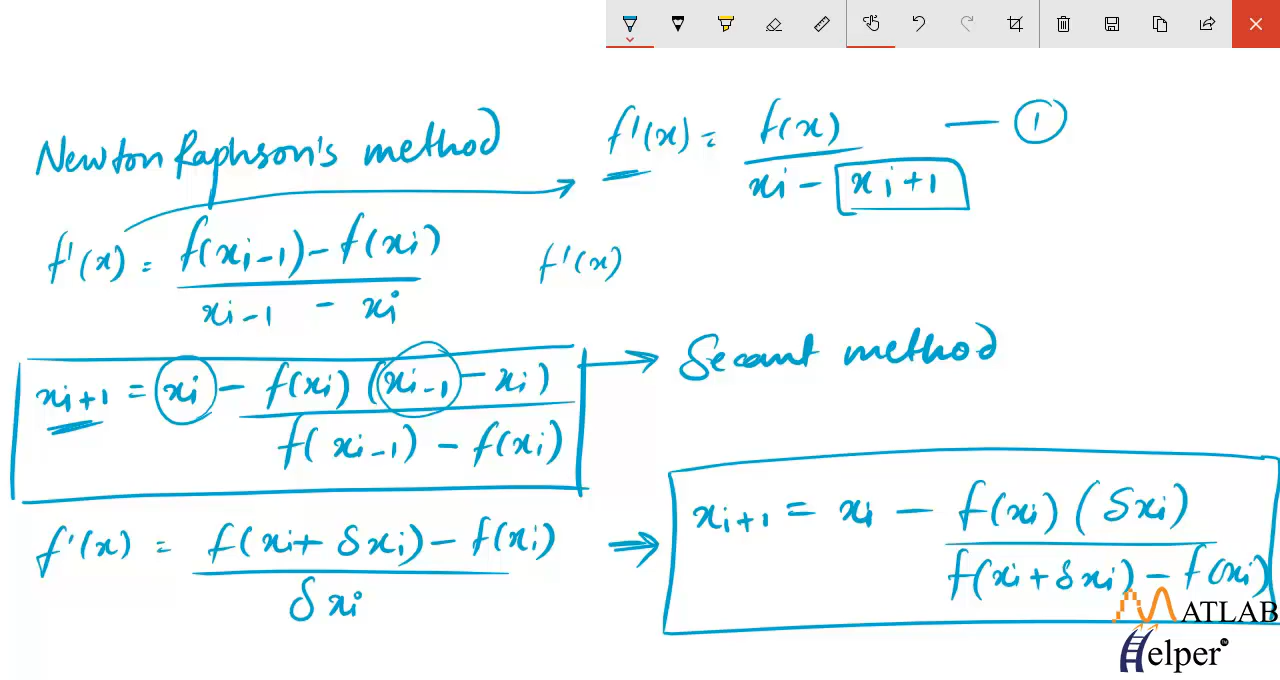 Newton Raphson's method
f'(x) = f(x) / (xi - xi+1) — ①
f'(x) = (f(xi-1) - f(xi)) / (xi-1 - xi)
f'(x)
xi+1 = xi - f(xi) (xi-1 - xi) / (f(xi-1) - f(xi)) → Secant method
f'(x) = (f(xi + δxi) - f(xi)) / δxi ⇒ xi+1 = xi - f(xi) (δxi) / (f(xi + δxi) - f(xi))
MATLAB
Helper™